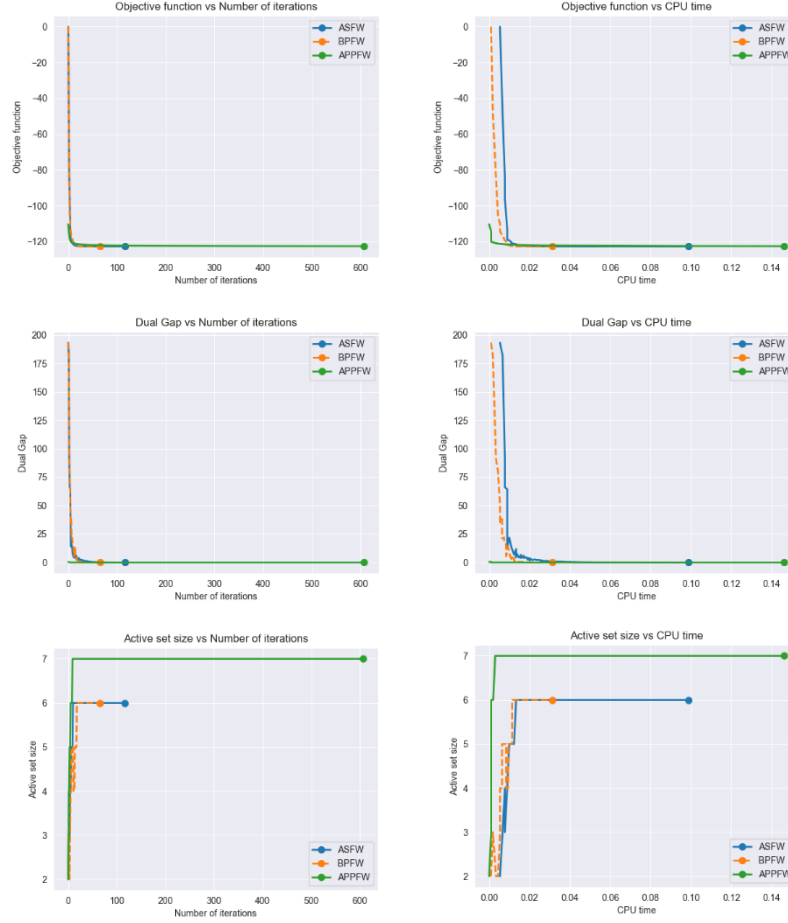 Objective function vs Number of iterations
0
−20
−40
−60
−80
−100
−120
Objective function
0 100 200 300 400 500 600
Number of iterations
ASFW
BPFW
APPFW
Objective function vs CPU time
0
−20
−40
−60
−80
−100
−120
Objective function
0.00 0.02 0.04 0.06 0.08 0.10 0.12 0.14
CPU time
ASFW
BPFW
APPFW
Dual Gap vs Number of iterations
200
175
150
125
100
75
50
25
0
Dual Gap
0 100 200 300 400 500 600
Number of iterations
ASFW
BPFW
APPFW
Dual Gap vs CPU time
200
175
150
125
100
75
50
25
0
Dual Gap
0.00 0.02 0.04 0.06 0.08 0.10 0.12 0.14
CPU time
ASFW
BPFW
APPFW
Active set size vs Number of iterations
7
6
5
4
3
2
Active set size
0 100 200 300 400 500 600
Number of iterations
ASFW
BPFW
APPFW
Active set size vs CPU time
7
6
5
4
3
2
Active set size
0.00 0.02 0.04 0.06 0.08 0.10 0.12 0.14
CPU time
ASFW
BPFW
APPFW